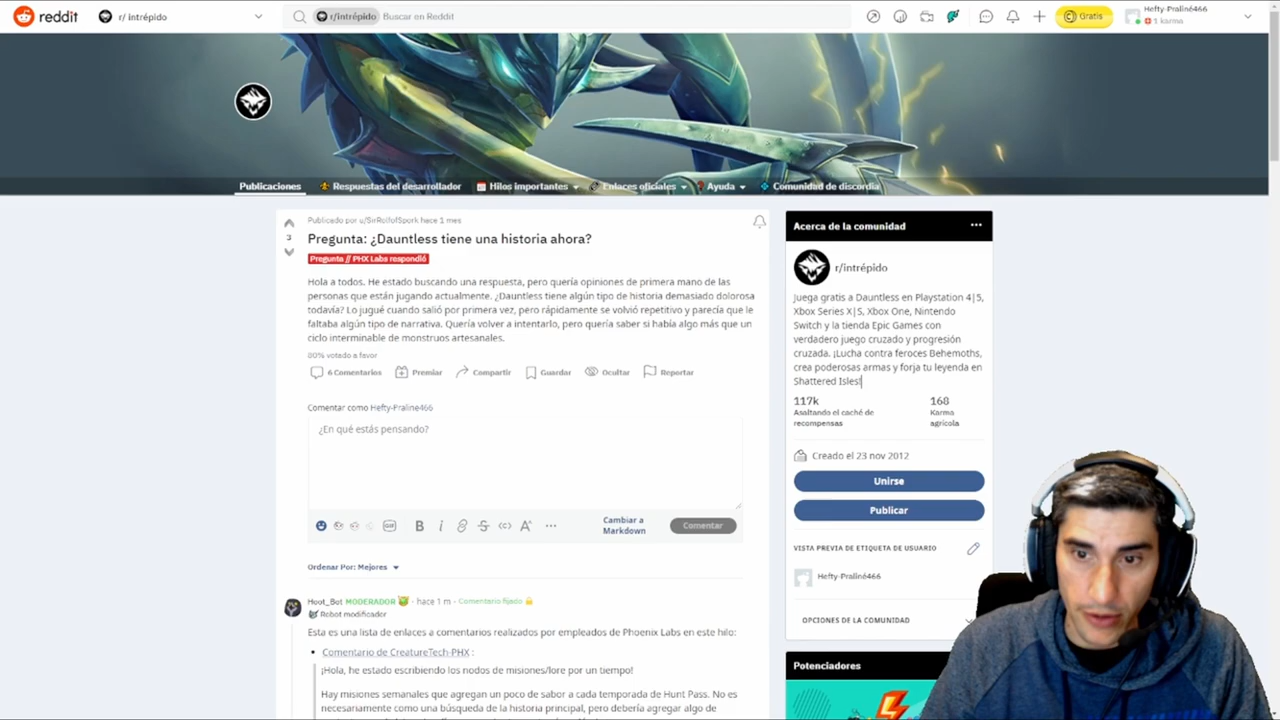 reddit
r/ intrépido
r/intrépido
Buscar en Reddit
Gratis
Hefty-Praliné466
1 karma
Publicaciones
Respuestas del desarrollador
Hilos importantes
Enlaces oficiales
Ayuda
Comunidad de discordia
Publicado por u/SirRolfofSpork hace 1 mes
3
Pregunta: ¿Dauntless tiene una historia ahora?
Pregunta // PHX Labs respondió
Hola a todos. He estado buscando una respuesta, pero quería opiniones de primera mano de las
personas que están jugando actualmente. ¿Dauntless tiene algún tipo de historia demasiado dolorosa
todavía? Lo jugué cuando salió por primera vez, pero rápidamente se volvió repetitivo y parecía que le
faltaba algún tipo de narrativa. Quería volver a intentarlo, pero quería saber si había algo más que un
ciclo interminable de monstruos artesanales.
80% votado a favor
6 Comentarios
Premiar
Compartir
Guardar
Ocultar
Reportar
Comentar como Hefty-Praline466
¿En qué estás pensando?
GIF
B
i
Cambiar a
Markdown
Comentar
Ordenar Por: Mejores
Hoot_Bot MODERADOR · hace 1 m · Comentario fijado
Robot modificador
Esta es una lista de enlaces a comentarios realizados por empleados de Phoenix Labs en este hilo:
• Comentario de CreatureTech-PHX :
¡Hola, he estado escribiendo los nodos de misiones/lore por un tiempo!
Hay misiones semanales que agregan un poco de sabor a cada temporada de Hunt Pass. No es
necesariamente como una búsqueda de la historia principal, pero debería agregar algo de
Acerca de la comunidad
r/intrépido
Juega gratis a Dauntless en Playstation 4|5,
Xbox Series X|S, Xbox One, Nintendo
Switch y la tienda Epic Games con
verdadero juego cruzado y progresión
cruzada. ¡Lucha contra feroces Behemoths,
crea poderosas armas y forja tu leyenda en
Shattered Isles!
117k
Asaltando el caché de
recompensas
168
Karma
agrícola
Creado el 23 nov 2012
Unirse
Publicar
VISTA PREVIA DE ETIQUETA DE USUARIO
Hefty-Praliné466
OPCIONES DE LA COMUNIDAD
Potenciadores